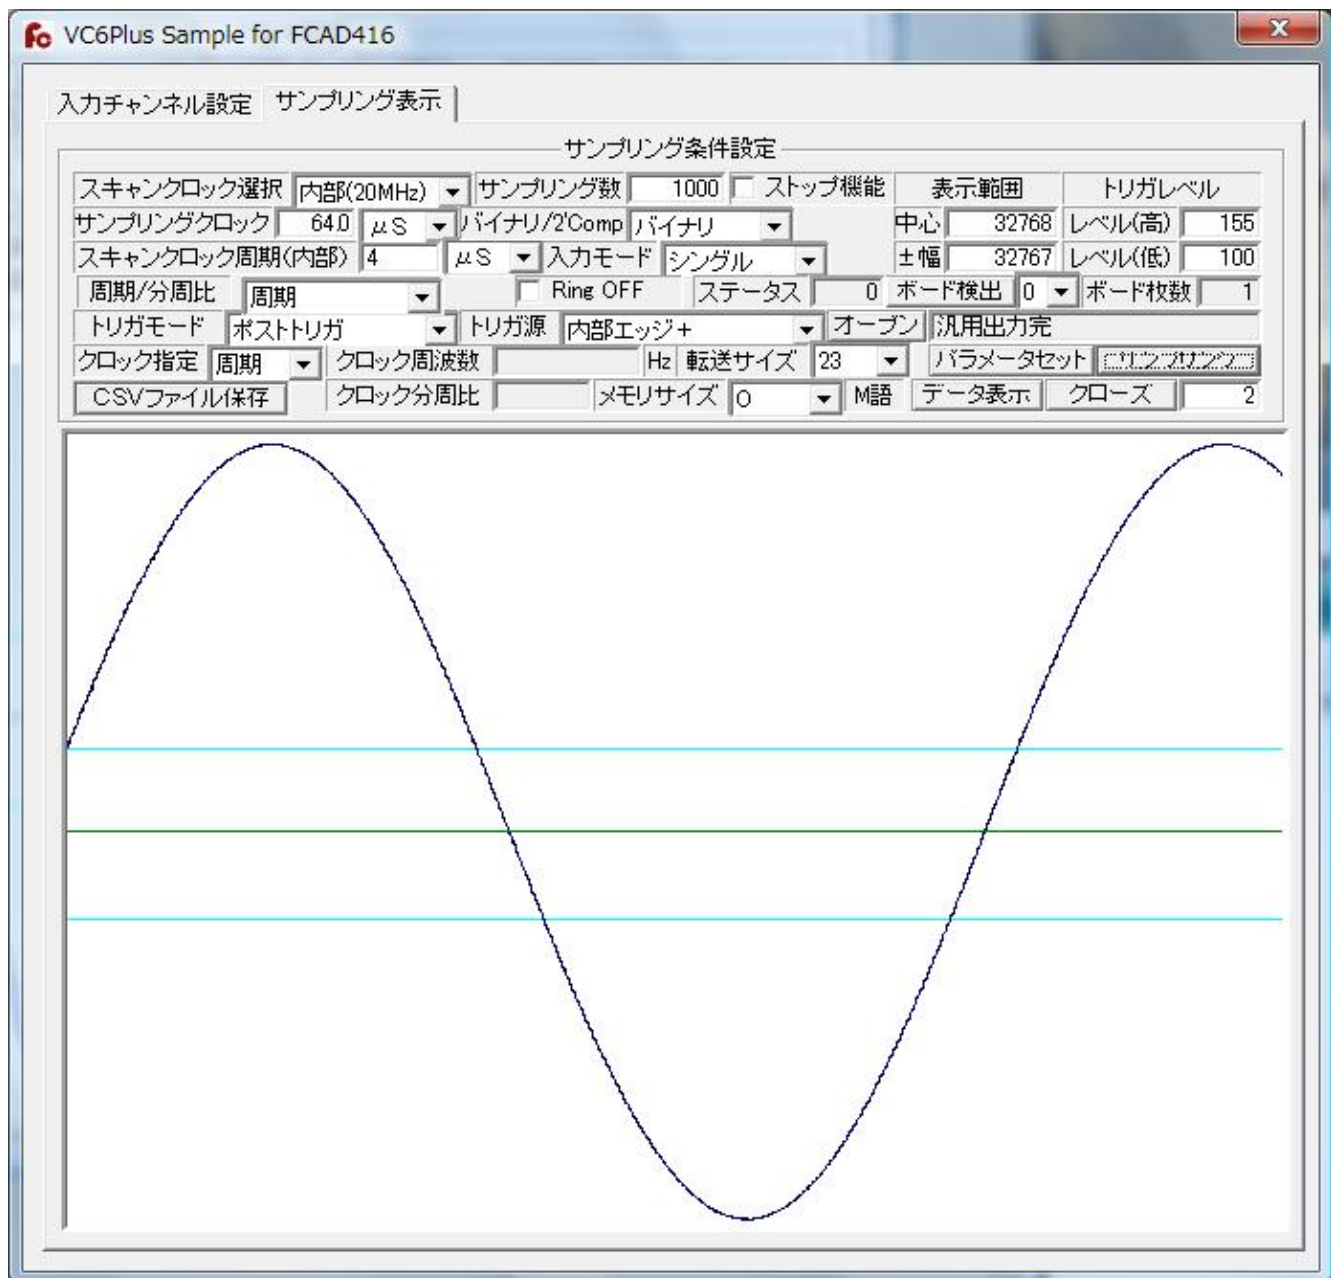 VC6Plus Sample for FCAD416
入力チャンネル設定 サンプリング表示
サンプリング条件設定
スキャンクロック選択 内部(20MHz) サンプリング数 1000 ストップ機能 表示範囲 トリガレベル
サンプリングクロック 64.0 μS バイナリ/2'Comp バイナリ 中心 32768 レベル(高) 155
スキャンクロック周期(内部) 4 μS 入力モード シングル ±幅 32767 レベル(低) 100
周期/分周比 周期 Ring OFF ステータス 0 ボード検出 0 ボード枚数 1
トリガモード ポストトリガ トリガ源 内部エッジ+ オープン 汎用出力完
クロック指定 周期 クロック周波数 Hz 転送サイズ 23 パラメータセット サンプリング
CSVファイル保存 クロック分周比 メモリサイズ 0 M語 データ表示 クローズ 2